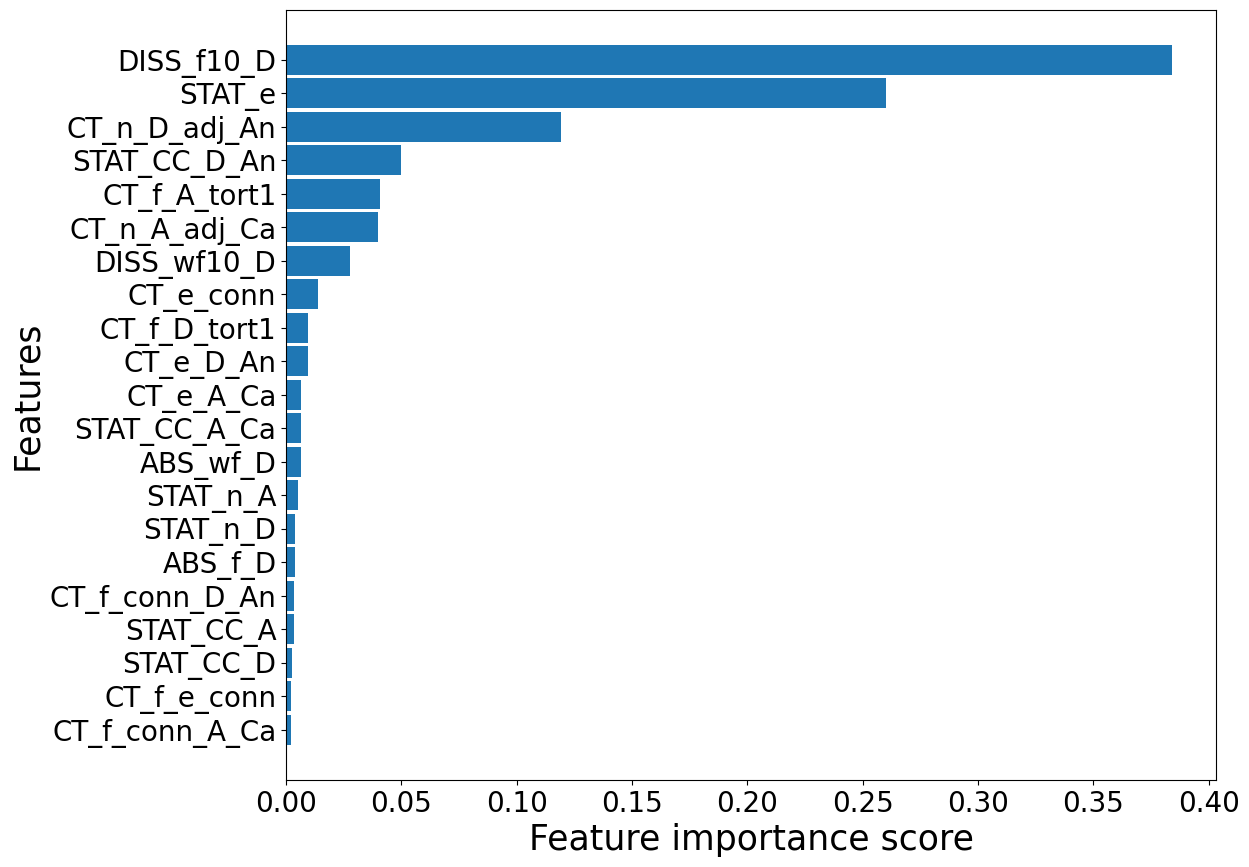 DISS_f10_D
STAT_e
CT_n_D_adj_An
STAT_CC_D_An
CT_f_A_tort1
CT_n_A_adj_Ca
DISS_wf10_D
CT_e_conn
CT_f_D_tort1
CT_e_D_An
CT_e_A_Ca
STAT_CC_A_Ca
ABS_wf_D
STAT_n_A
STAT_n_D
ABS_f_D
CT_f_conn_D_An
STAT_CC_A
STAT_CC_D
CT_f_e_conn
CT_f_conn_A_Ca
Features
0.00 0.05 0.10 0.15 0.20 0.25 0.30 0.35 0.40
Feature importance score